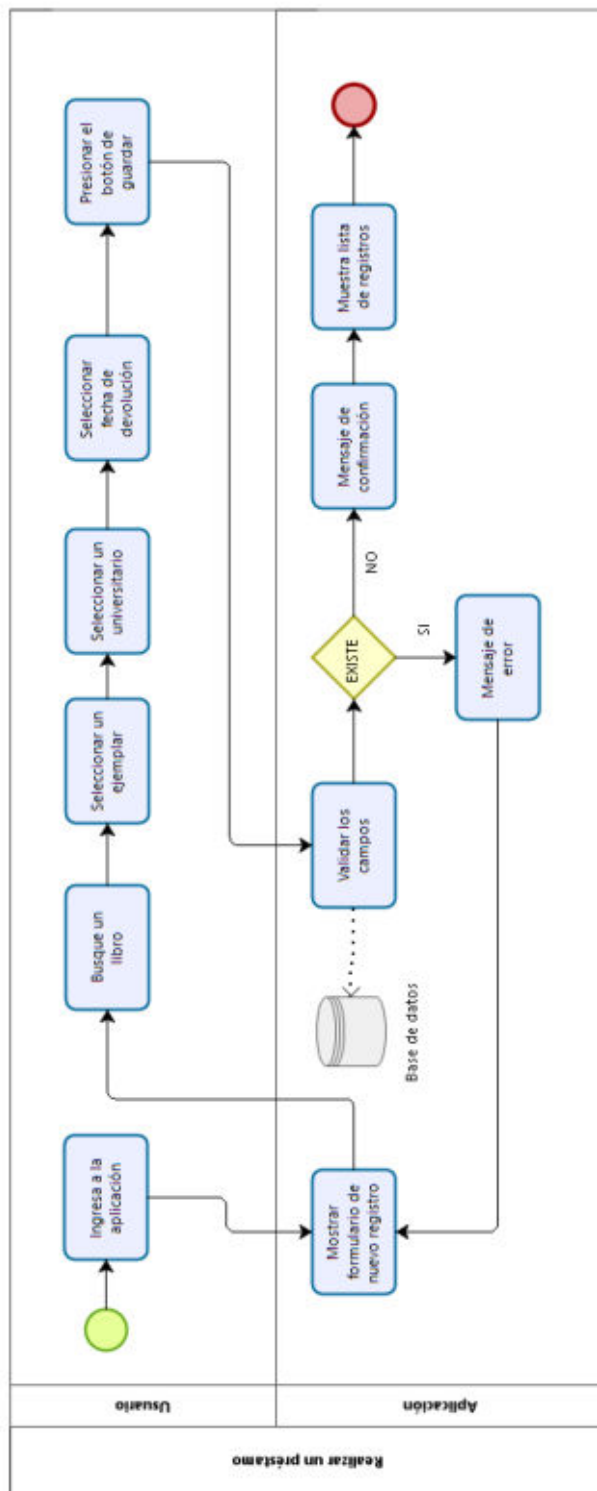 Realizar un préstamo
Usuario
Ingresa a la
aplicación
Busque un
libro
Seleccionar un
ejemplar
Seleccionar un
universitario
Seleccionar
fecha de
devolución
Presionar el
botón de
guardar
Aplicación
Mostrar
formulario de
nuevo registro
Base de datos
Validar los
campos
EXISTE
NO
SI
Mensaje de
confirmación
Muestra lista
de registros
Mensaje de
error